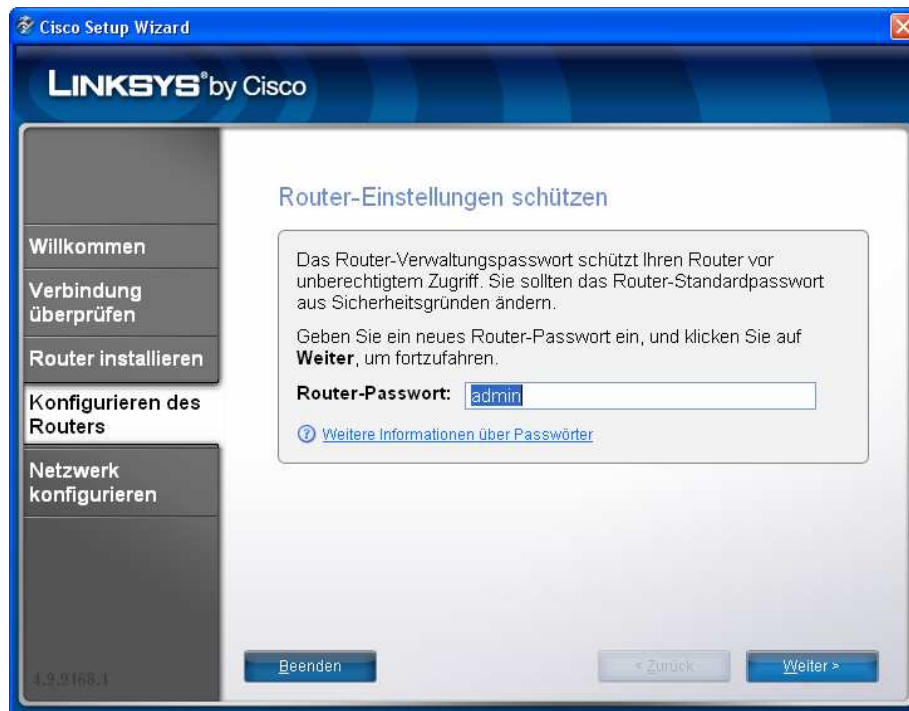 Cisco Setup Wizard
LINKSYS® by Cisco
Willkommen
Verbindung
überprüfen
Router installieren
Konfigurieren des
Routers
Netzwerk
konfigurieren
4.9.9168.1
Router-Einstellungen schützen
Das Router-Verwaltungspasswort schützt Ihren Router vor
unberechtigtem Zugriff. Sie sollten das Router-Standardpasswort
aus Sicherheitsgründen ändern.
Geben Sie ein neues Router-Passwort ein, und klicken Sie auf
Weiter, um fortzufahren.
Router-Passwort: admin
? Weitere Informationen über Passwörter
Beenden
< Zurück
Weiter >